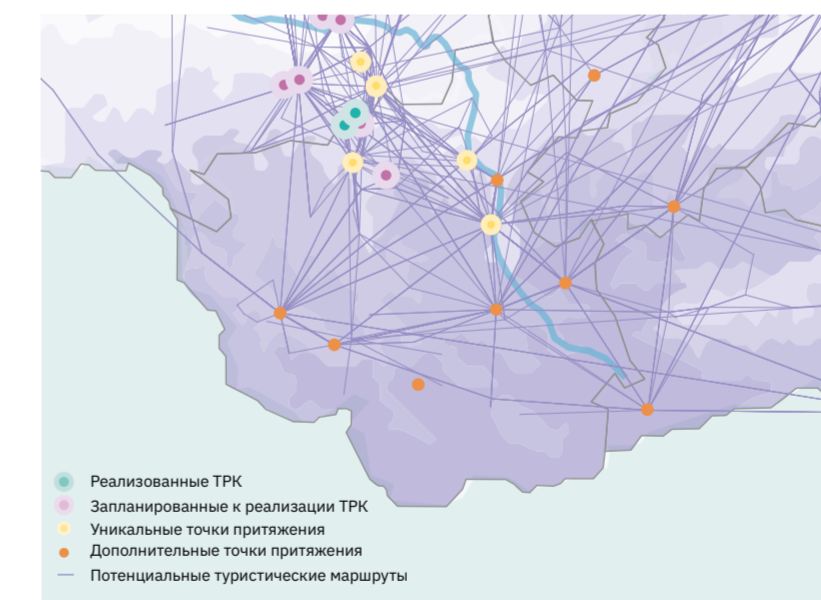 Реализованные ТРК
Запланированные к реализации ТРК
Уникальные точки притяжения
Дополнительные точки притяжения
Потенциальные туристические маршруты